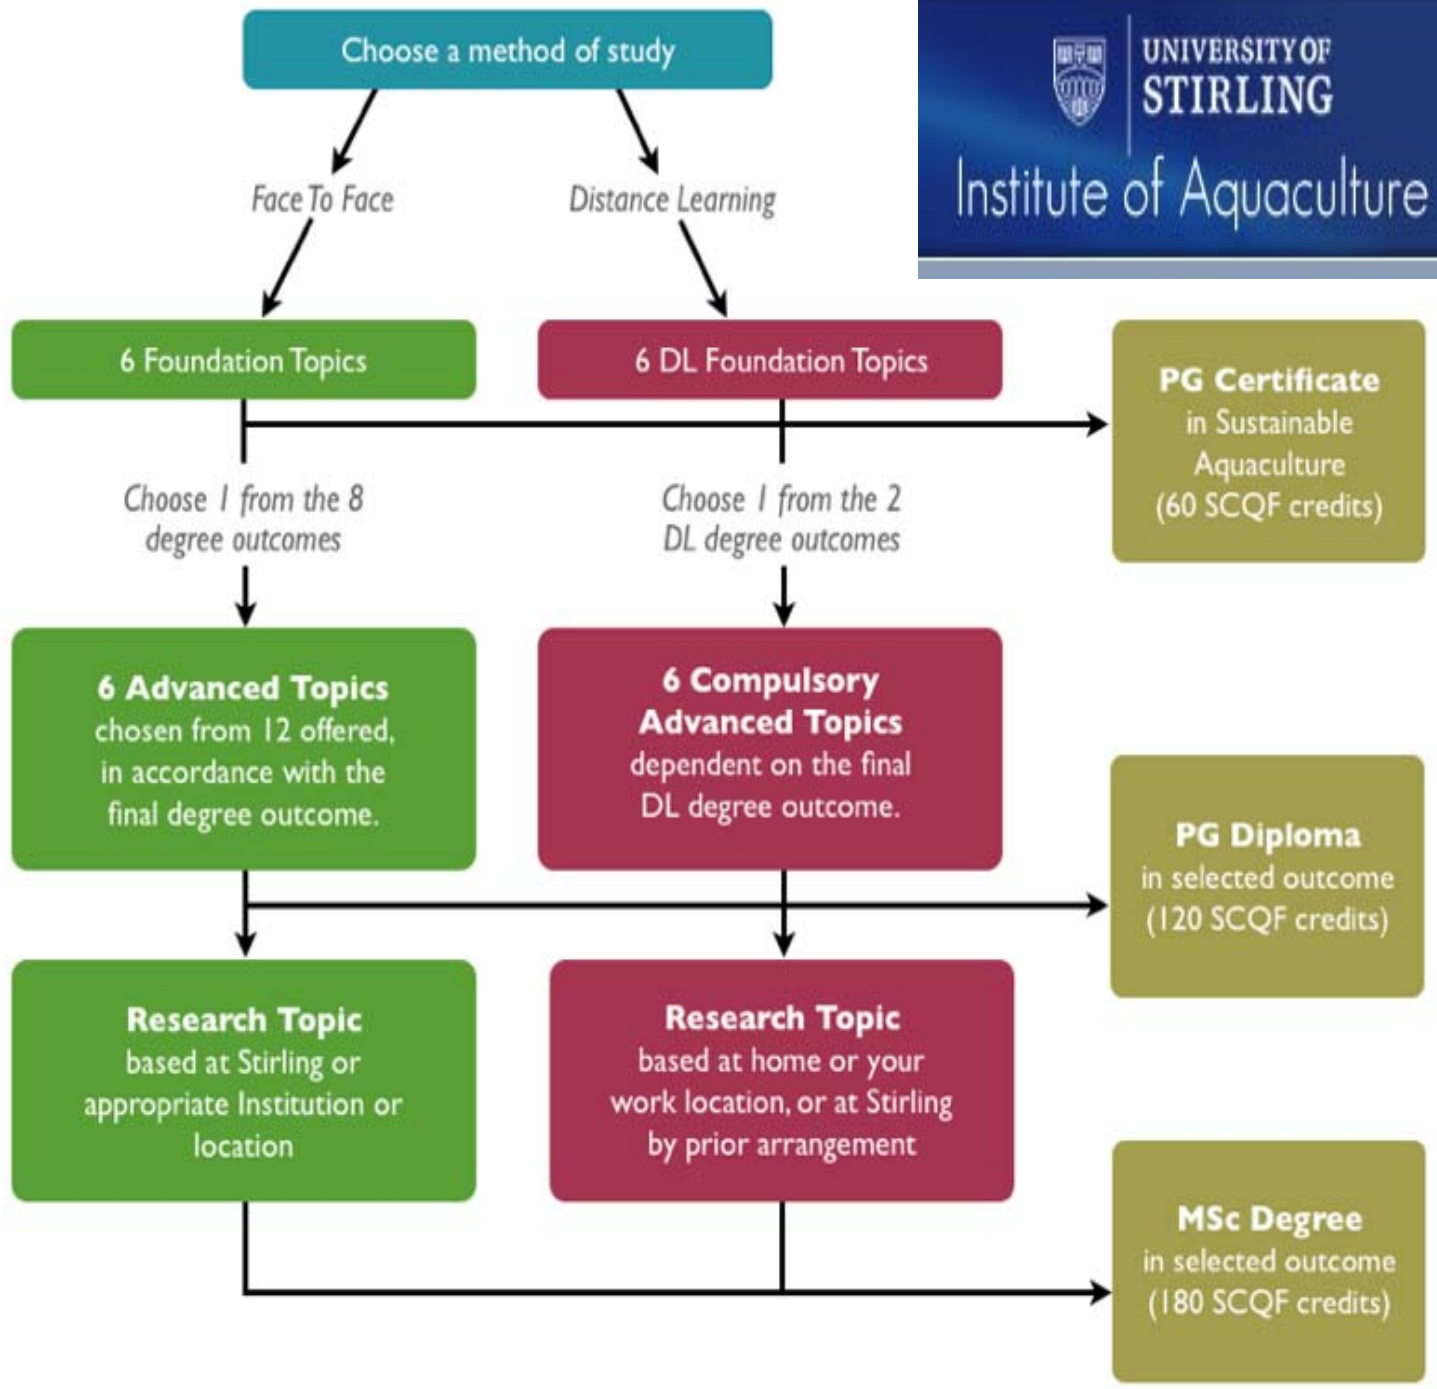 Choose a method of study
UNIVERSITY OF
STIRLING
Institute of Aquaculture
Face To Face
Distance Learning
6 Foundation Topics
6 DL Foundation Topics
PG Certificate
in Sustainable
Aquaculture
(60 SCQF credits)
Choose 1 from the 8
degree outcomes
Choose 1 from the 2
DL degree outcomes
6 Advanced Topics
chosen from 12 offered,
in accordance with the
final degree outcome.
6 Compulsory
Advanced Topics
dependent on the final
DL degree outcome.
PG Diploma
in selected outcome
(120 SCQF credits)
Research Topic
based at Stirling or
appropriate Institution or
location
Research Topic
based at home or your
work location, or at Stirling
by prior arrangement
MSc Degree
in selected outcome
(180 SCQF credits)